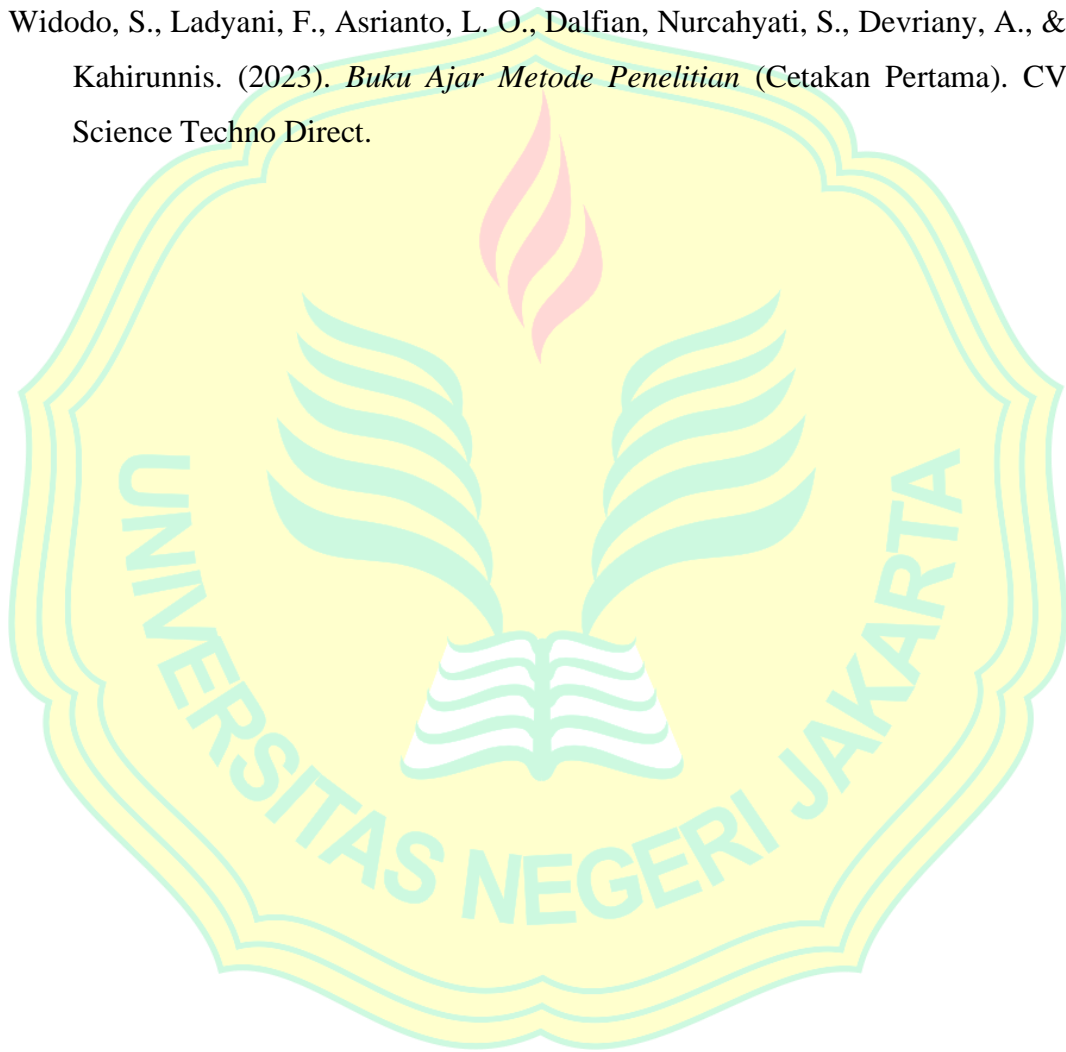 Widodo, S., Ladyani, F., Asrianto, L. O., Dalfian, Nurcahyati, S., Devriany, A., &
Kahirunnis. (2023). Buku Ajar Metode Penelitian (Cetakan Pertama). CV
Science Techno Direct.
UNIVERSITAS NEGERI JAKARTA